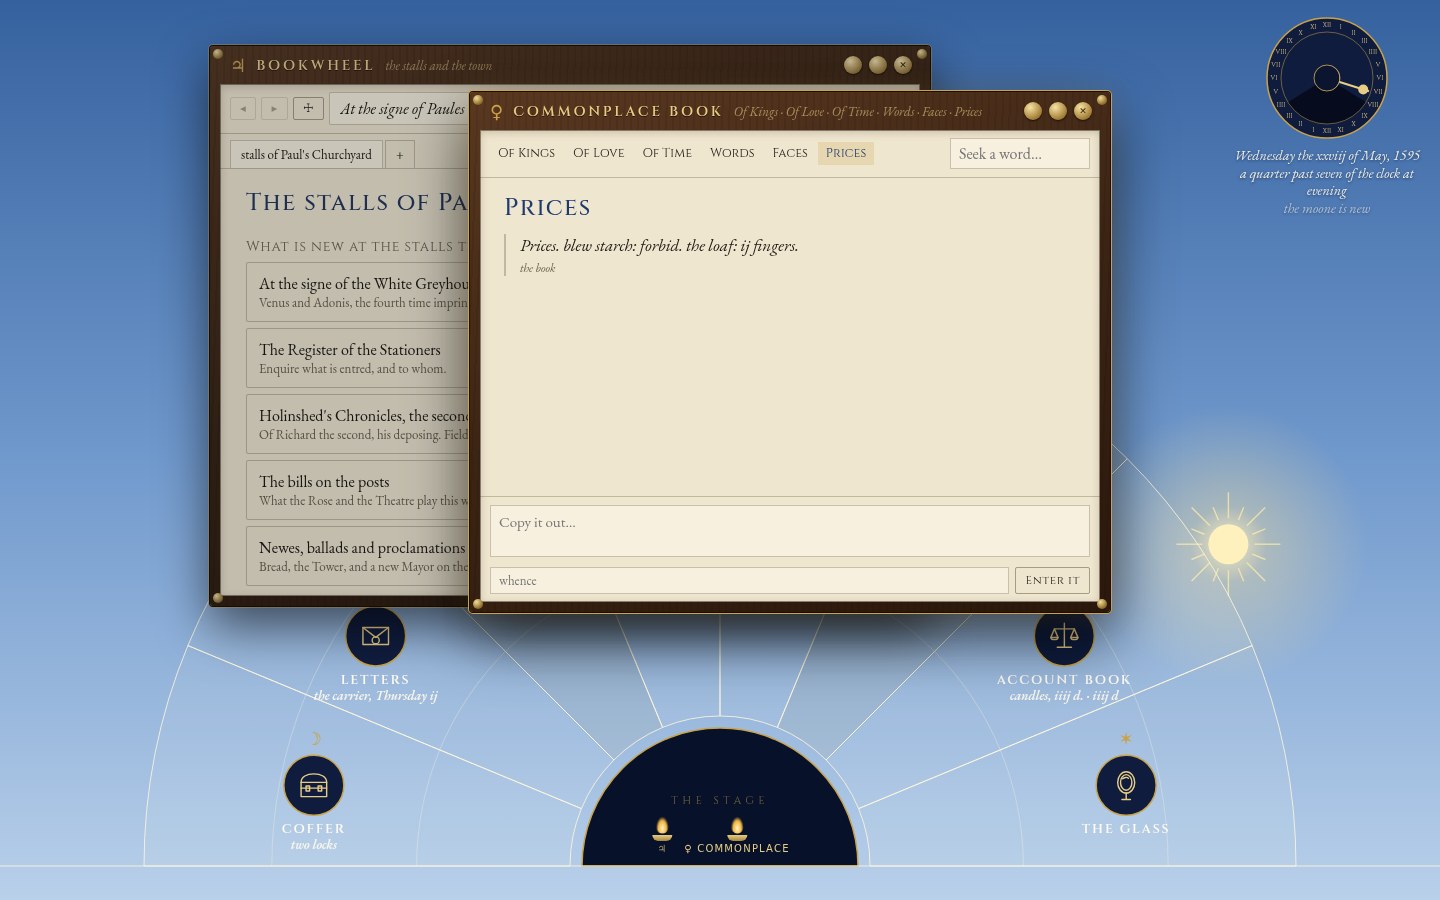 ♃ BOOKWHEEL the stalls and the town
At the signe of Paules
stalls of Paul's Churchyard +
The stalls of Pa
What is new at the stalls t
At the signe of the White Greyhou
Venus and Adonis, the fourth time imprin
The Register of the Stationers
Enquire what is entred, and to whom.
Holinshed's Chronicles, the second
Of Richard the second, his deposing. Field
The bills on the posts
What the Rose and the Theatre play this w
Newes, ballads and proclamations
Bread, the Tower, and a new Mayor on the
♀ COMMONPLACE BOOK Of Kings · Of Love · Of Time · Words · Faces · Prices
Of Kings Of Love Of Time Words Faces Prices Seek a word...
Prices
Prices. blew starch: forbid. the loaf: ij fingers.
the book
Copy it out...
whence Enter it
Wednesday the xxviij of May, 1595
a quarter past seven of the clock at
evening
the moone is new
LETTERS
the carrier, Thursday ij
COFFER
two locks
ACCOUNT BOOK
candles, iiij d. · iiij d
THE GLASS
THE STAGE
♃ ♀ COMMONPLACE